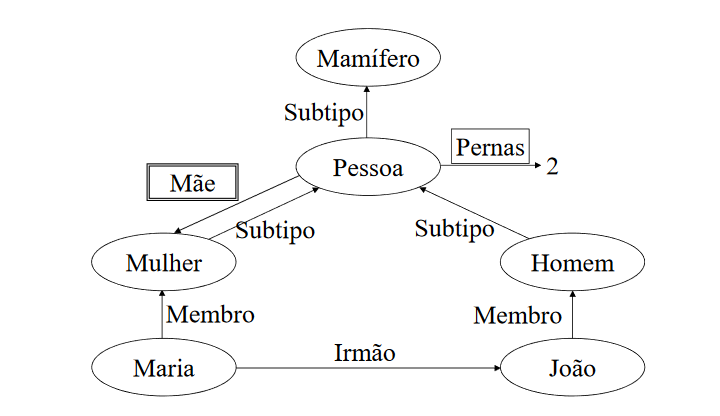 Mamífero
Subtipo
Pernas
Pessoa
2
Mãe
Subtipo
Subtipo
Mulher
Homem
Membro
Membro
Irmão
Maria
João